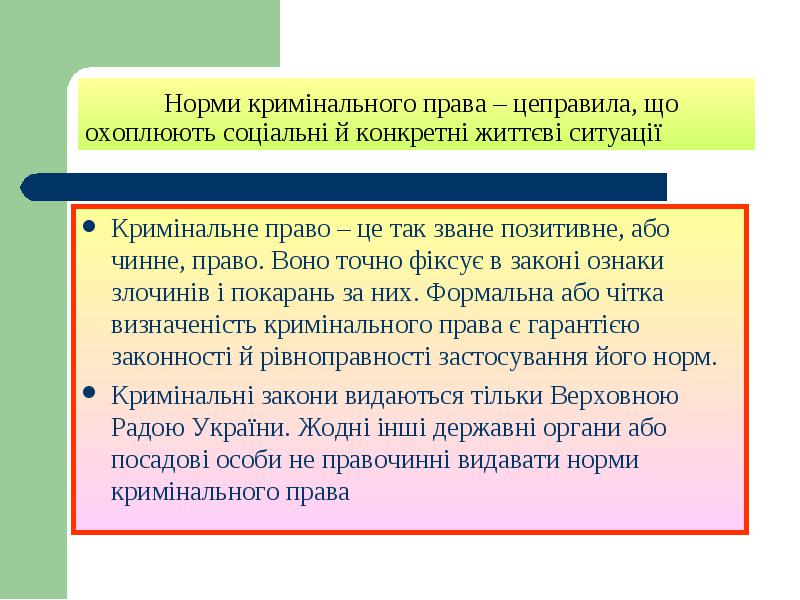 Норми кримінального права – цеправила, що
охоплюють соціальні й конкретні життєві ситуації
Кримінальне право – це так зване позитивне, або
чинне, право. Воно точно фіксує в законі ознаки
злочинів і покарань за них. Формальна або чітка
визначеність кримінального права є гарантією
законності й рівноправності застосування його норм.
Кримінальні закони видаються тільки Верховною
Радою України. Жодні інші державні органи або
посадові особи не правочинні видавати норми
кримінального права